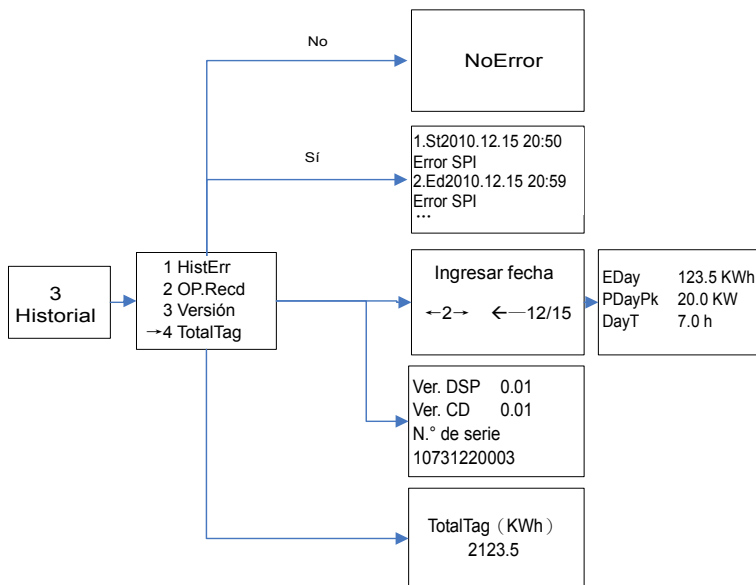 No
NoError
Sí
1.St2010.12.15 20:50
Error SPI
2.Ed2010.12.15 20:59
Error SPI
...
3
Historial
1 HistErr
2 OP.Recd
3 Versión
→4 TotalTag
Ingresar fecha
←2→ ←—12/15
EDay 123.5 KWh
PDayPk 20.0 KW
DayT 7.0 h
Ver. DSP 0.01
Ver. CD 0.01
N.° de serie
10731220003
TotalTag（KWh）
2123.5